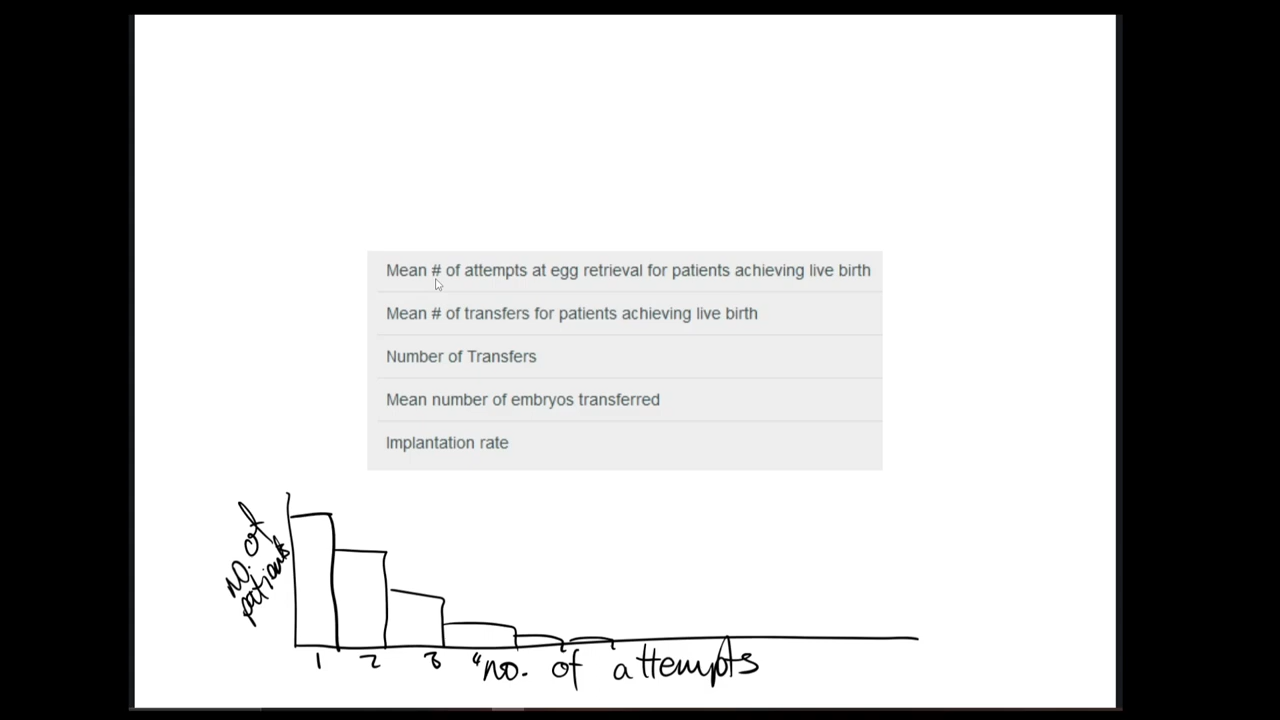 Mean # of attempts at egg retrieval for patients achieving live birth
Mean # of transfers for patients achieving live birth
Number of Transfers
Mean number of embryos transferred
Implantation rate
no. of
patients
1 2 3 4
no. of attempts